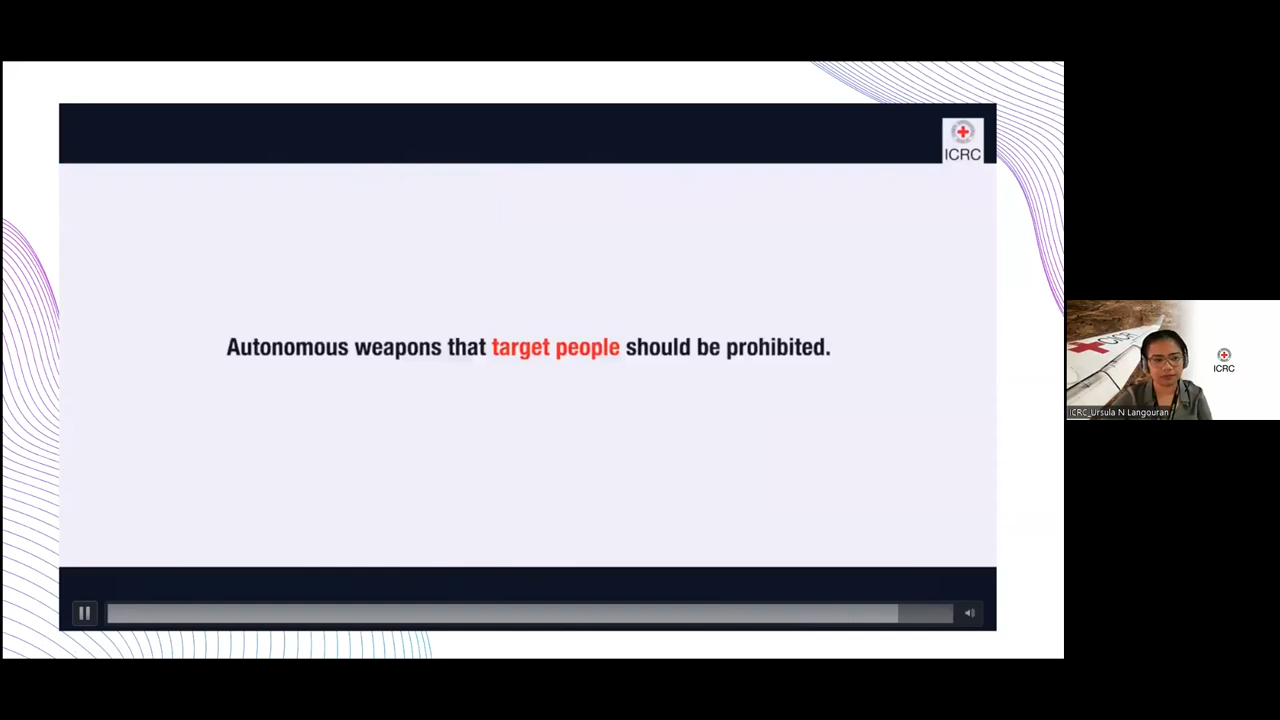 ICRC
Autonomous weapons that target people should be prohibited.
ICRC
ICRC_Ursula N Langouran